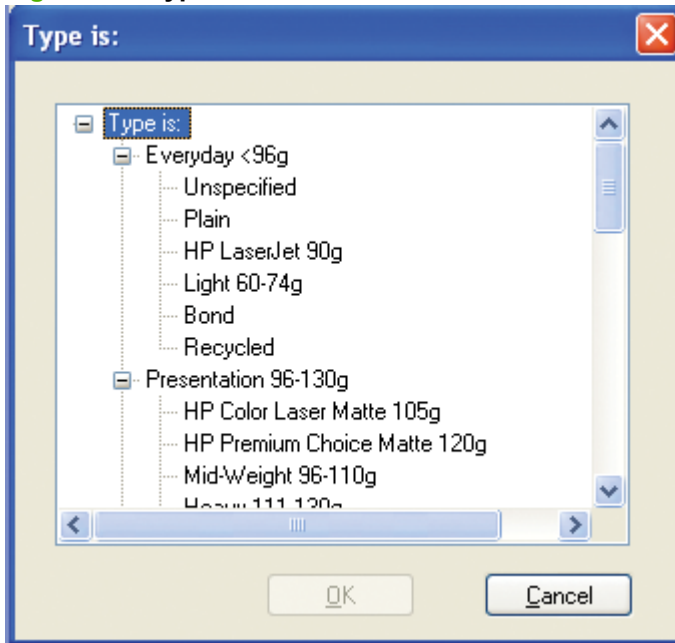 Type is:
Type is:
Everyday <96g
Unspecified
Plain
HP LaserJet 90g
Light 60-74g
Bond
Recycled
Presentation 96-130g
HP Color Laser Matte 105g
HP Premium Choice Matte 120g
Mid-Weight 96-110g
OK
Cancel